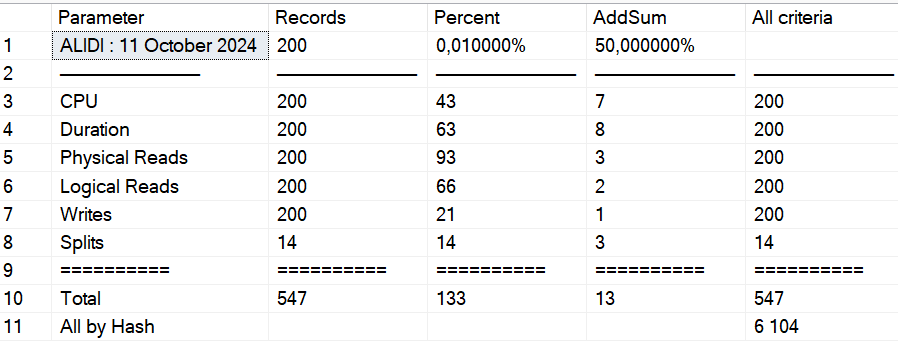 Parameter Records Percent AddSum All criteria
1 ALIDI : 11 October 2024 200 0,010000% 50,000000%
2 ────────── ────────── ────────── ────────── ──────────
3 CPU 200 43 7 200
4 Duration 200 63 8 200
5 Physical Reads 200 93 3 200
6 Logical Reads 200 66 2 200
7 Writes 200 21 1 200
8 Splits 14 14 3 14
9 ========== ========== ========== ========== ==========
10 Total 547 133 13 547
11 All by Hash 6 104